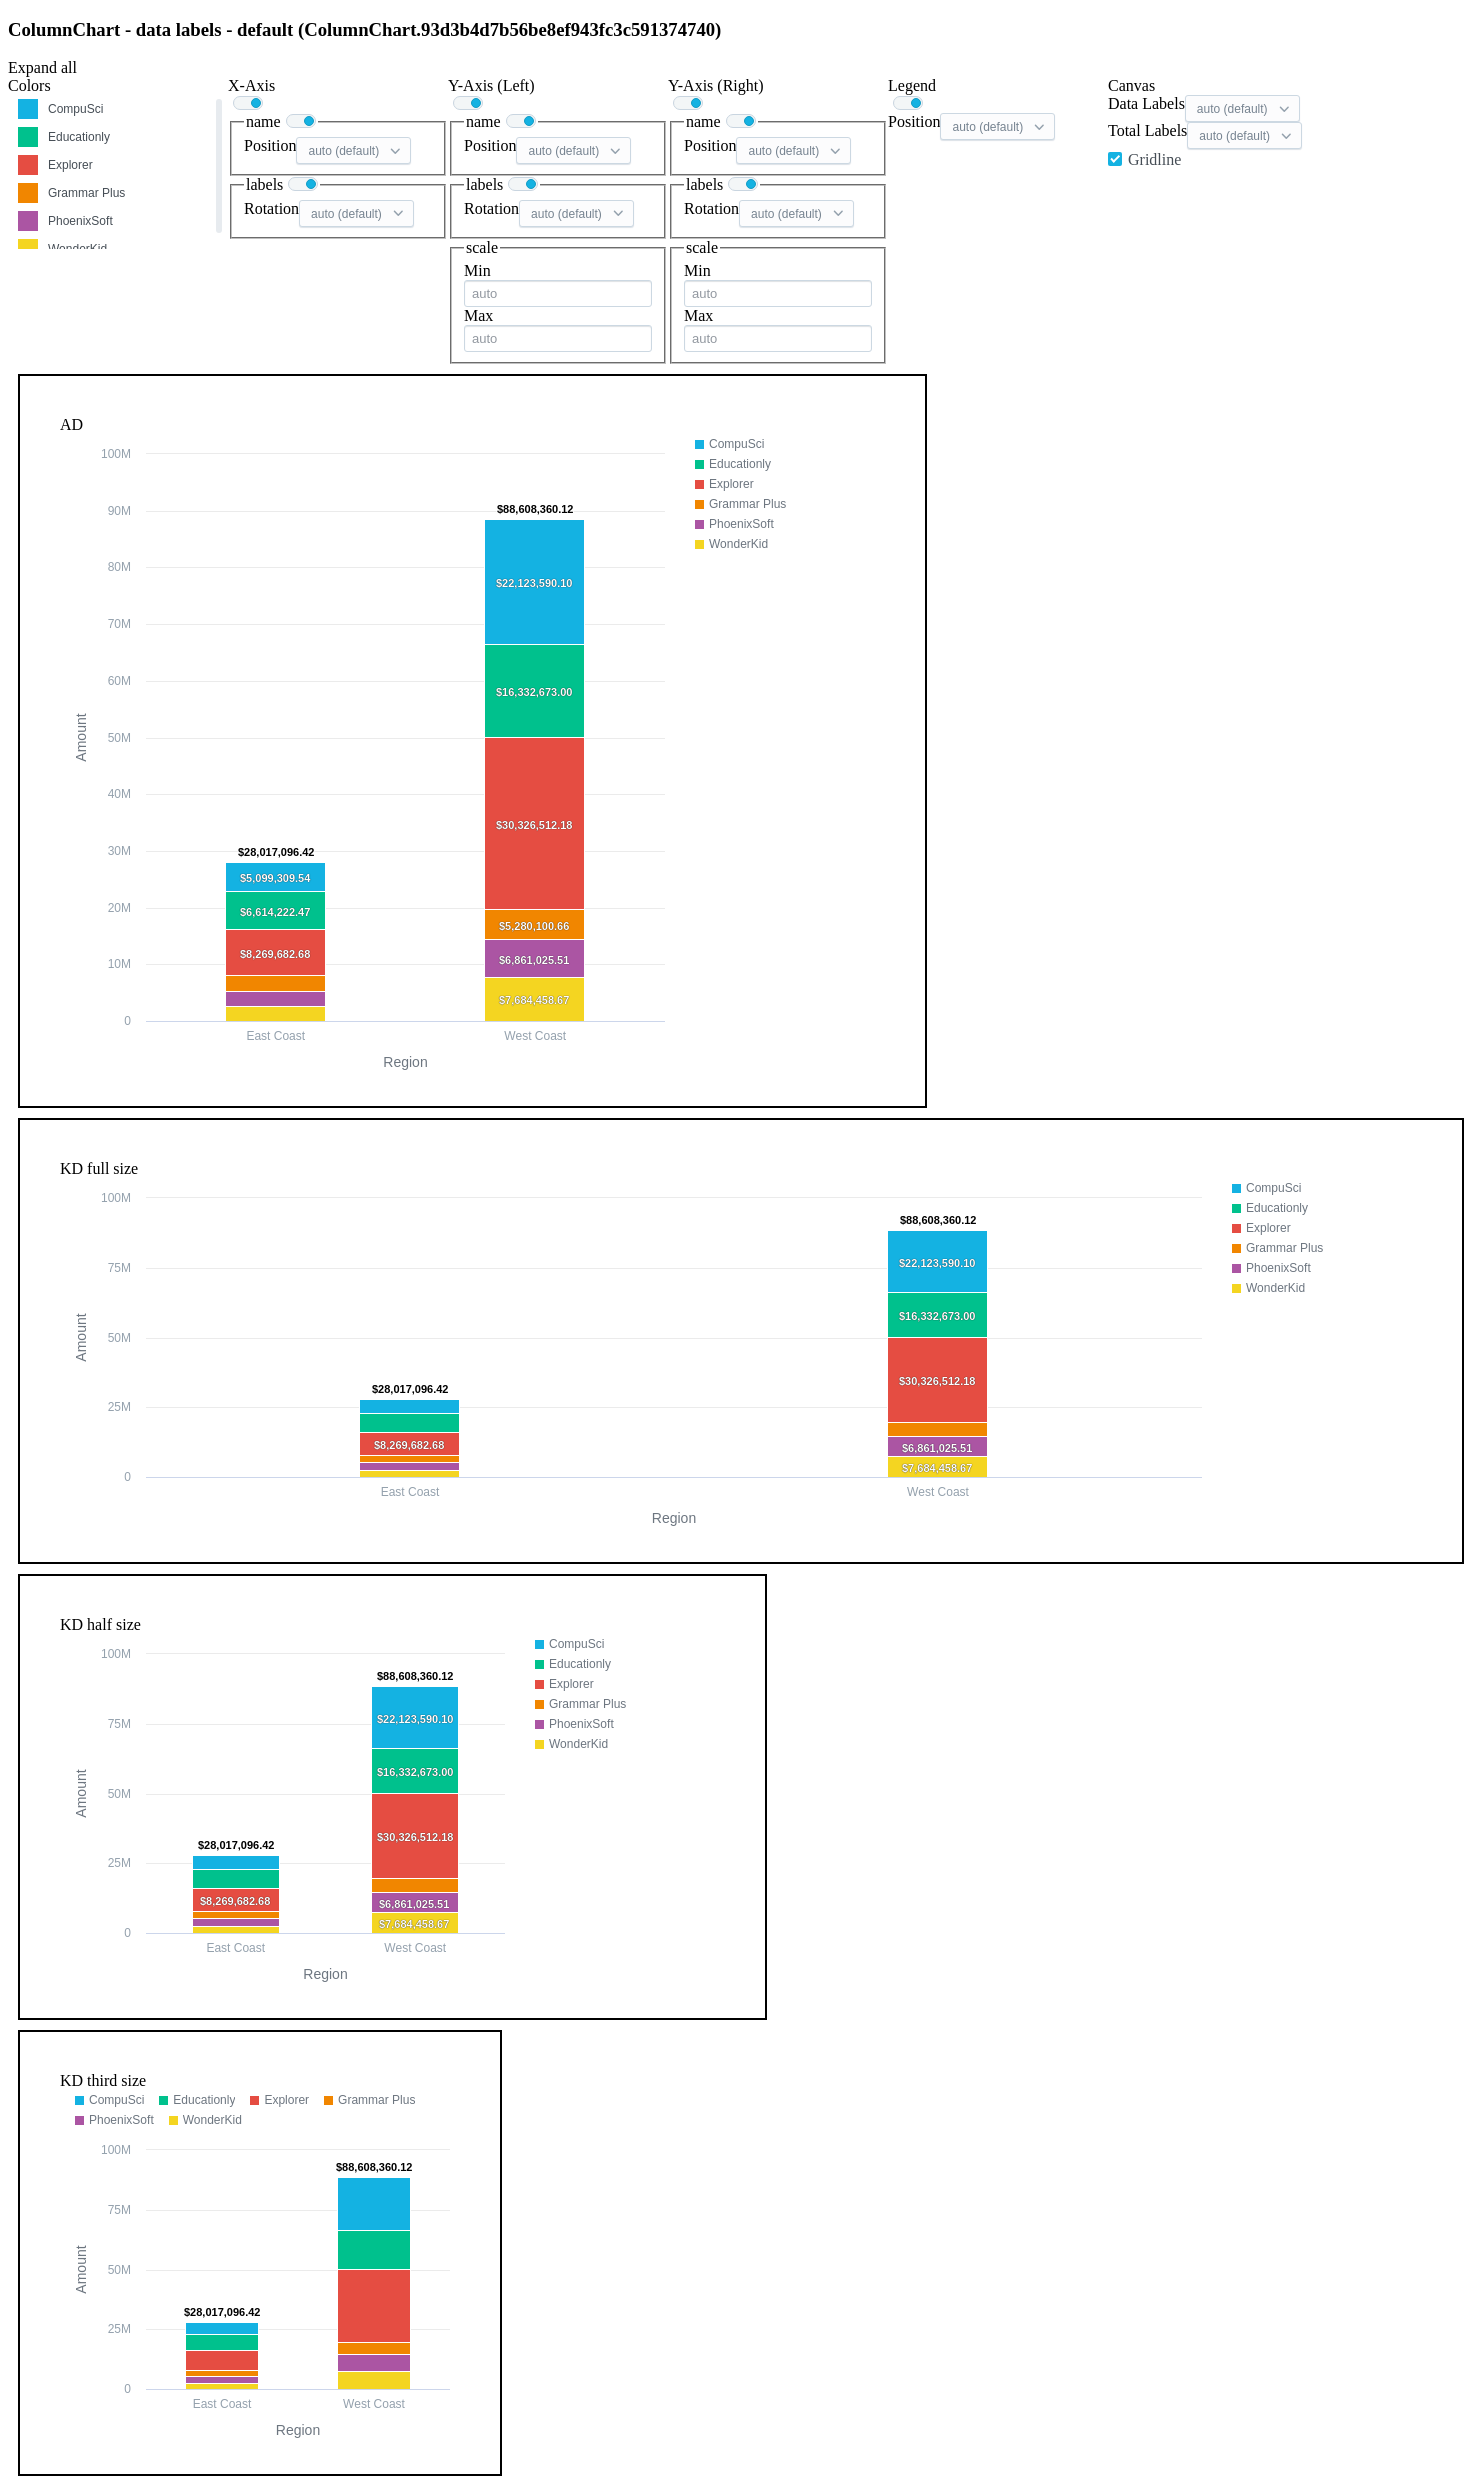 ColumnChart - data labels - default (ColumnChart.93d3b4d7b56be8ef943fc3c591374740)
Expand all
Colors
CompuSci
Educationly
Explorer
Grammar Plus
PhoenixSoft
WonderKid
X-Axis
name
Position auto (default)
labels
Rotation auto (default)
Y-Axis (Left)
name
Position auto (default)
labels
Rotation auto (default)
scale
Min
auto
Max
auto
Y-Axis (Right)
name
Position auto (default)
labels
Rotation auto (default)
scale
Min
auto
Max
auto
Legend
Position auto (default)
Canvas
Data Labels auto (default)
Total Labels auto (default)
Gridline
AD
100M
90M
80M
70M
60M
50M
40M
30M
20M
10M
0
Amount
$28,017,096.42
$5,099,309.54
$6,614,222.47
$8,269,682.68
$88,608,360.12
$22,123,590.10
$16,332,673.00
$30,326,512.18
$5,280,100.66
$6,861,025.51
$7,684,458.67
East Coast
West Coast
Region
CompuSci
Educationly
Explorer
Grammar Plus
PhoenixSoft
WonderKid
KD full size
100M
75M
50M
25M
0
Amount
$28,017,096.42
$8,269,682.68
$88,608,360.12
$22,123,590.10
$16,332,673.00
$30,326,512.18
$6,861,025.51
$7,684,458.67
East Coast
West Coast
Region
CompuSci
Educationly
Explorer
Grammar Plus
PhoenixSoft
WonderKid
KD half size
100M
75M
50M
25M
0
Amount
$28,017,096.42
$8,269,682.68
$88,608,360.12
$22,123,590.10
$16,332,673.00
$30,326,512.18
$6,861,025.51
$7,684,458.67
East Coast
West Coast
Region
CompuSci
Educationly
Explorer
Grammar Plus
PhoenixSoft
WonderKid
KD third size
CompuSci Educationly Explorer Grammar Plus
PhoenixSoft WonderKid
100M
75M
50M
25M
0
Amount
$28,017,096.42
$88,608,360.12
East Coast
West Coast
Region